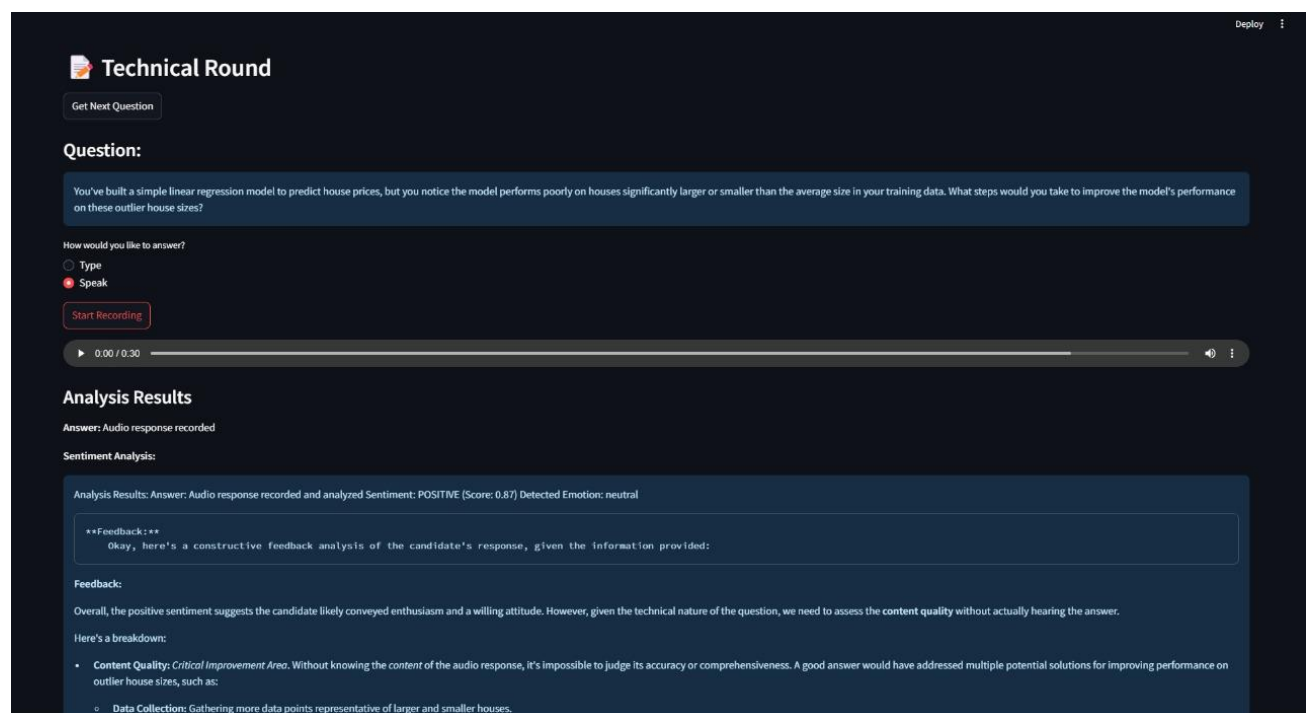 Deploy
Technical Round
Get Next Question
Question:
You've built a simple linear regression model to predict house prices, but you notice the model performs poorly on houses significantly larger or smaller than the average size in your training data. What steps would you take to improve the model's performance
on these outlier house sizes?
How would you like to answer?
Type
Speak
Start Recording
0:00 / 0:30
Analysis Results
Answer: Audio response recorded
Sentiment Analysis:
Analysis Results: Answer: Audio response recorded and analyzed Sentiment: POSITIVE (Score: 0.87) Detected Emotion: neutral
**Feedback:**
Okay, here's a constructive feedback analysis of the candidate's response, given the information provided:
Feedback:
Overall, the positive sentiment suggests the candidate likely conveyed enthusiasm and a willing attitude. However, given the technical nature of the question, we need to assess the content quality without actually hearing the answer.
Here's a breakdown:
• Content Quality: Critical Improvement Area. Without knowing the content of the audio response, it's impossible to judge its accuracy or comprehensiveness. A good answer would have addressed multiple potential solutions for improving performance on
outlier house sizes, such as:
◦ Data Collection: Gathering more data points representative of larger and smaller houses.